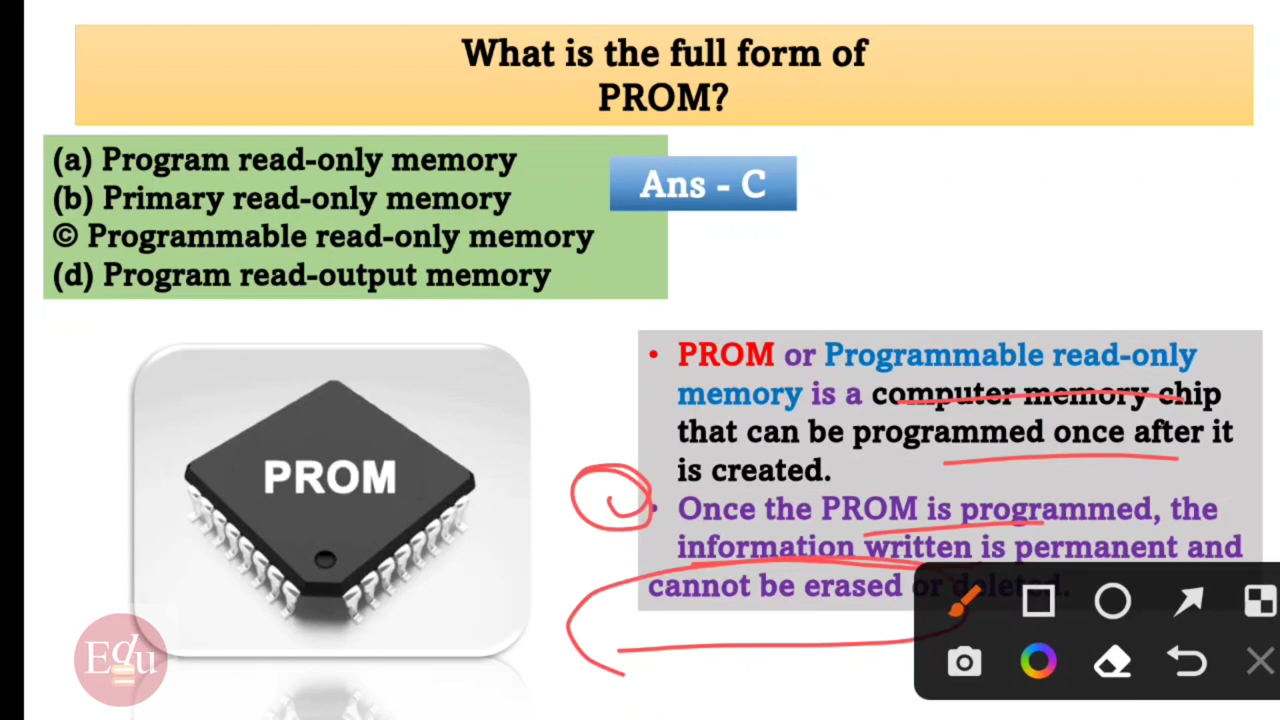 What is the full form of
PROM?
(a) Program read-only memory
(b) Primary read-only memory
© Programmable read-only memory
(d) Program read-output memory
Ans - C
PROM
• PROM or Programmable read-only
memory is a computer memory chip
that can be programmed once after it
is created.
• Once the PROM is programmed, the
information written is permanent and
cannot be erased or deleted.
Edu